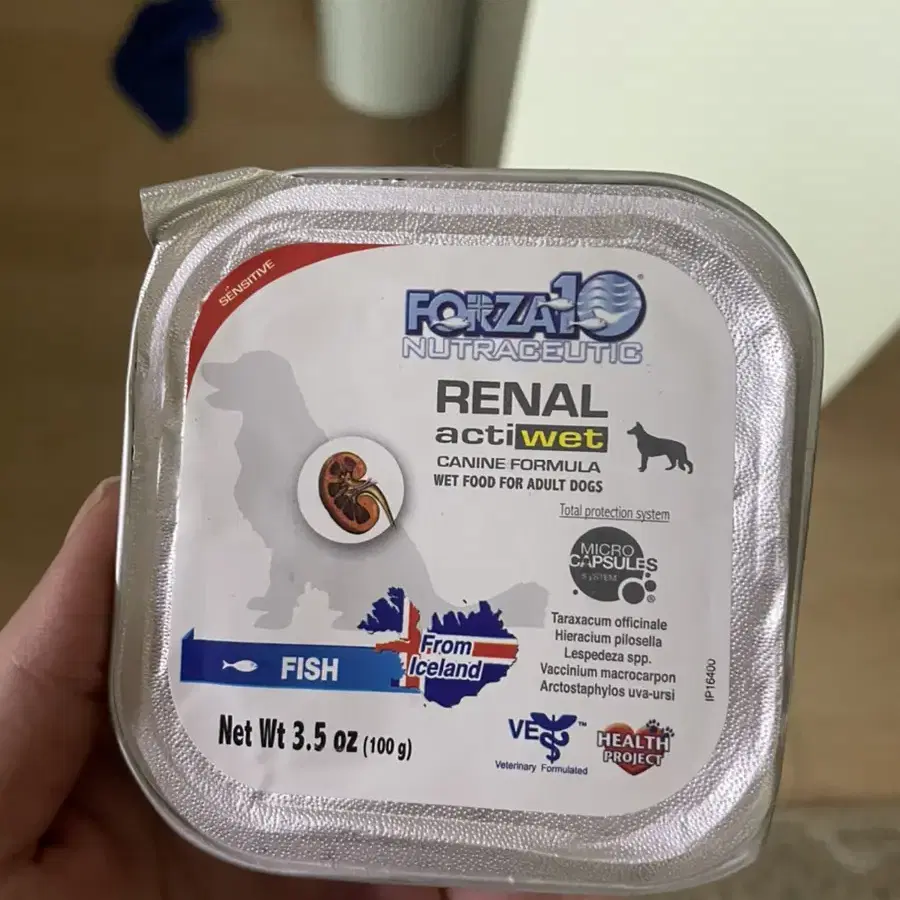 SENSITIVE
FORZA10
NUTRACEUTIC
RENAL
actiwet
CANINE FORMULA
WET FOOD FOR ADULT DOGS
Total protection system
MICRO
CAPSULES
SYSTEM
Taraxacum officinale
Hieracium pilosella
Lespedeza spp.
Vaccinium macrocarpon
Arctostaphylos uva-ursi
From
Iceland
FISH
IP16400
Net Wt 3.5 oz (100 g)
VET™
Veterinary Formulated
HEALTH
PROJECT